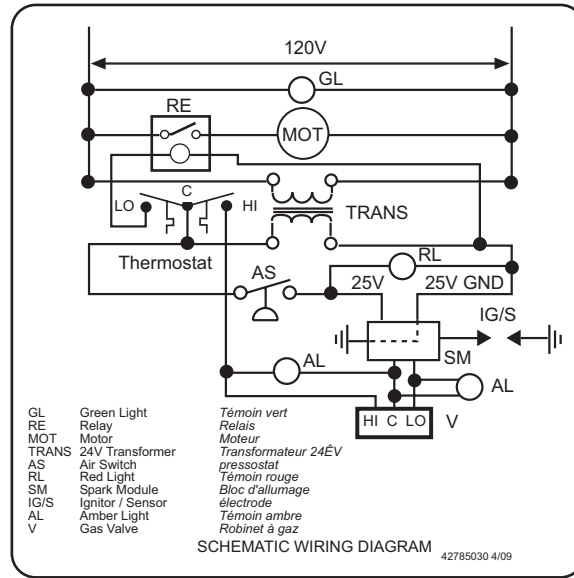 120V
GL
RE
MOT
C
LO
HI
TRANS
Thermostat
RL
AS
25V
25V GND
IG/S
SM
AL
AL
HI C LO
V
GL Green Light Témoin vert
RE Relay Relais
MOT Motor Moteur
TRANS 24V Transformer Transformateur 24ÉV
AS Air Switch pressostat
RL Red Light Témoin rouge
SM Spark Module Bloc d'allumage
IG/S Ignitor / Sensor électrode
AL Amber Light Témoin ambre
V Gas Valve Robinet à gaz
SCHEMATIC WIRING DIAGRAM
42785030 4/09